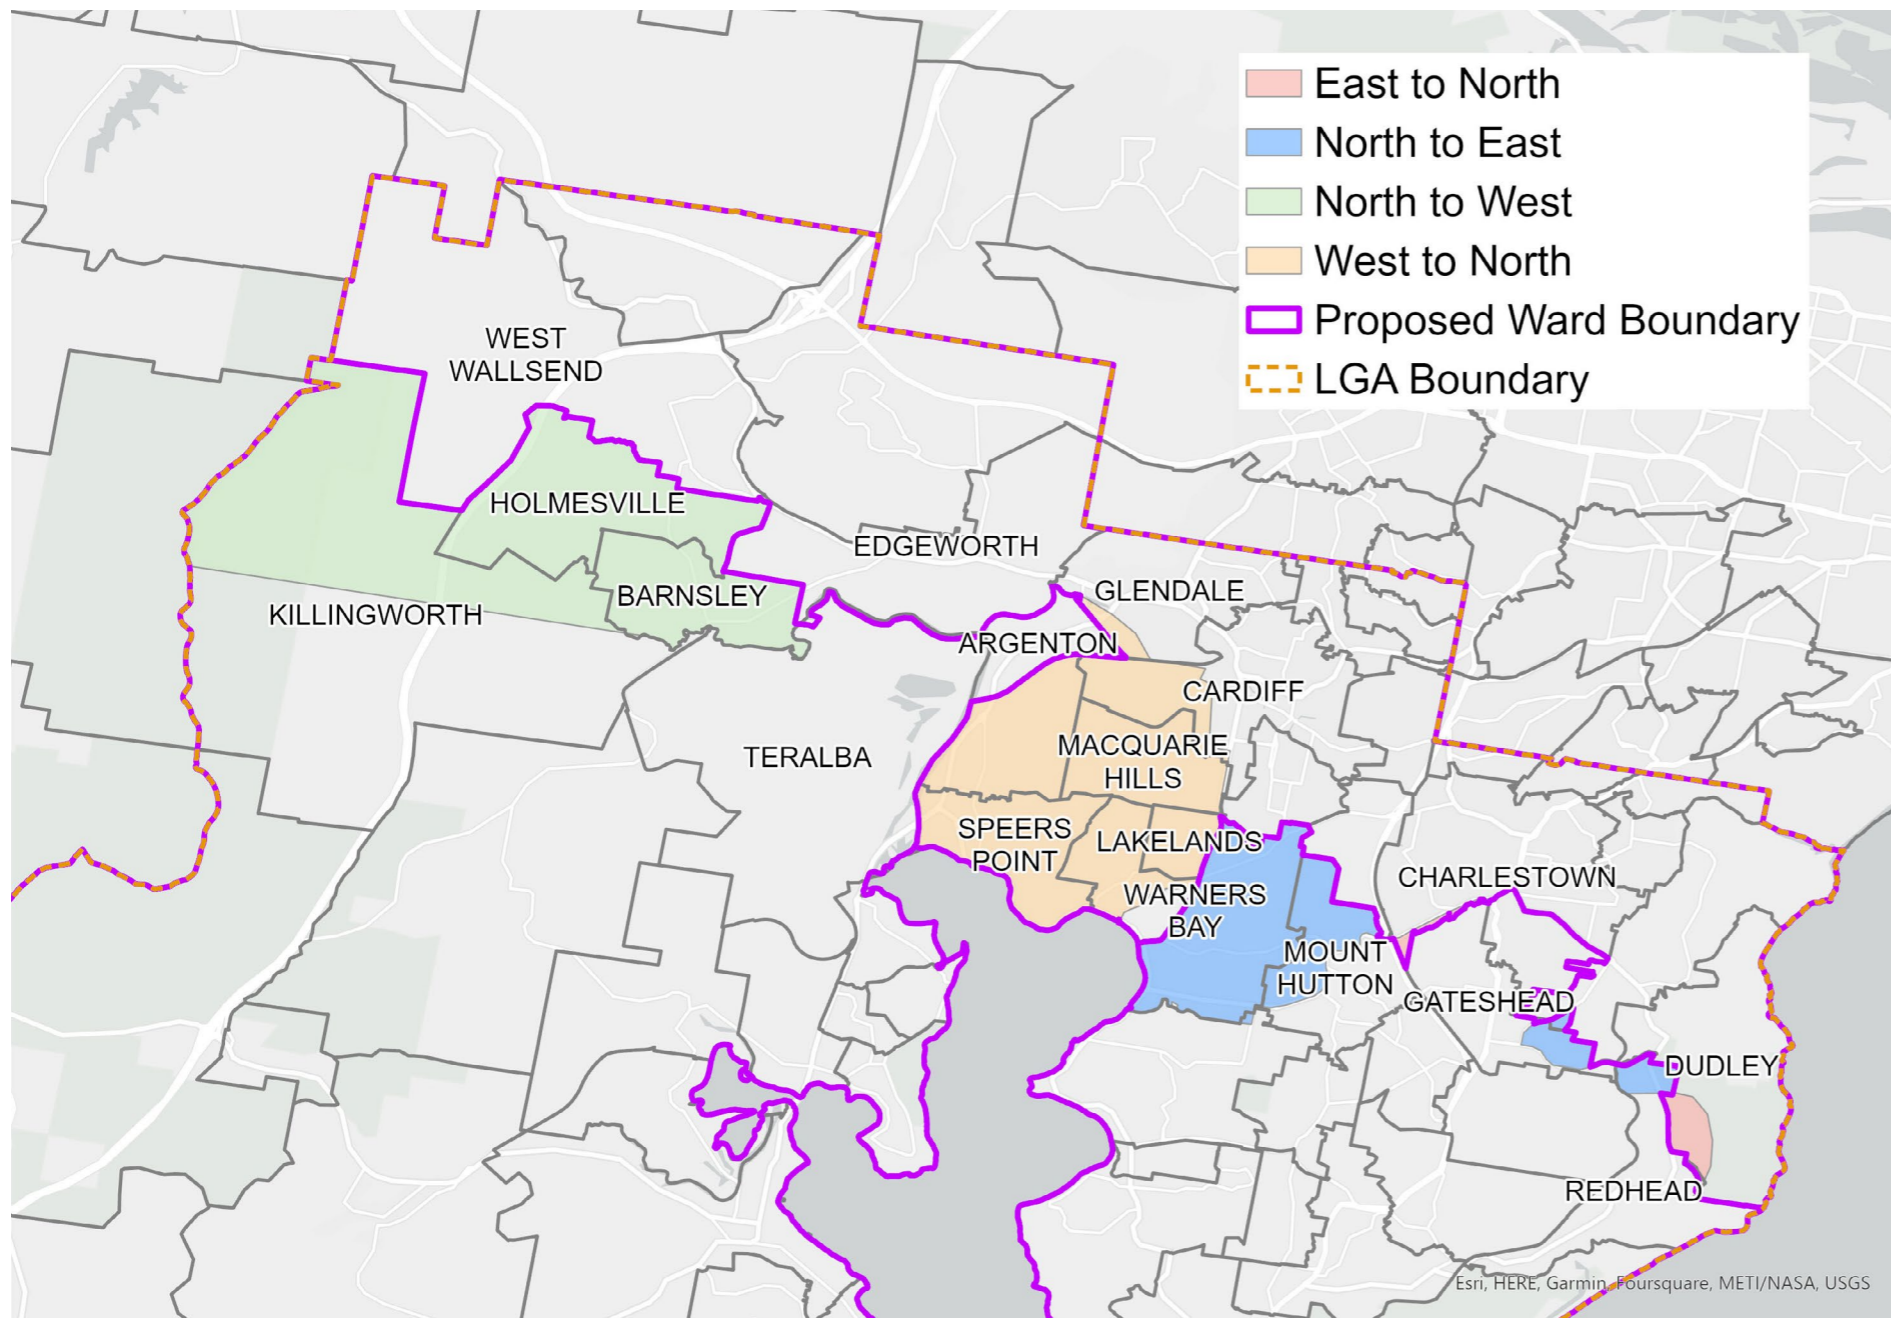 East to North
North to East
North to West
West to North
Proposed Ward Boundary
LGA Boundary
WEST
WALLSEND
HOLMESVILLE
EDGEWORTH
BARNSLEY
GLENDALE
KILLINGWORTH
ARGENTON
CARDIFF
TERALBA
MACQUARIE
HILLS
SPEERS
POINT
LAKELANDS
CHARLESTOWN
WARNERS
BAY
MOUNT
HUTTON
GATESHEAD
DUDLEY
REDHEAD
Esri, HERE, Garmin, Foursquare, METI/NASA, USGS